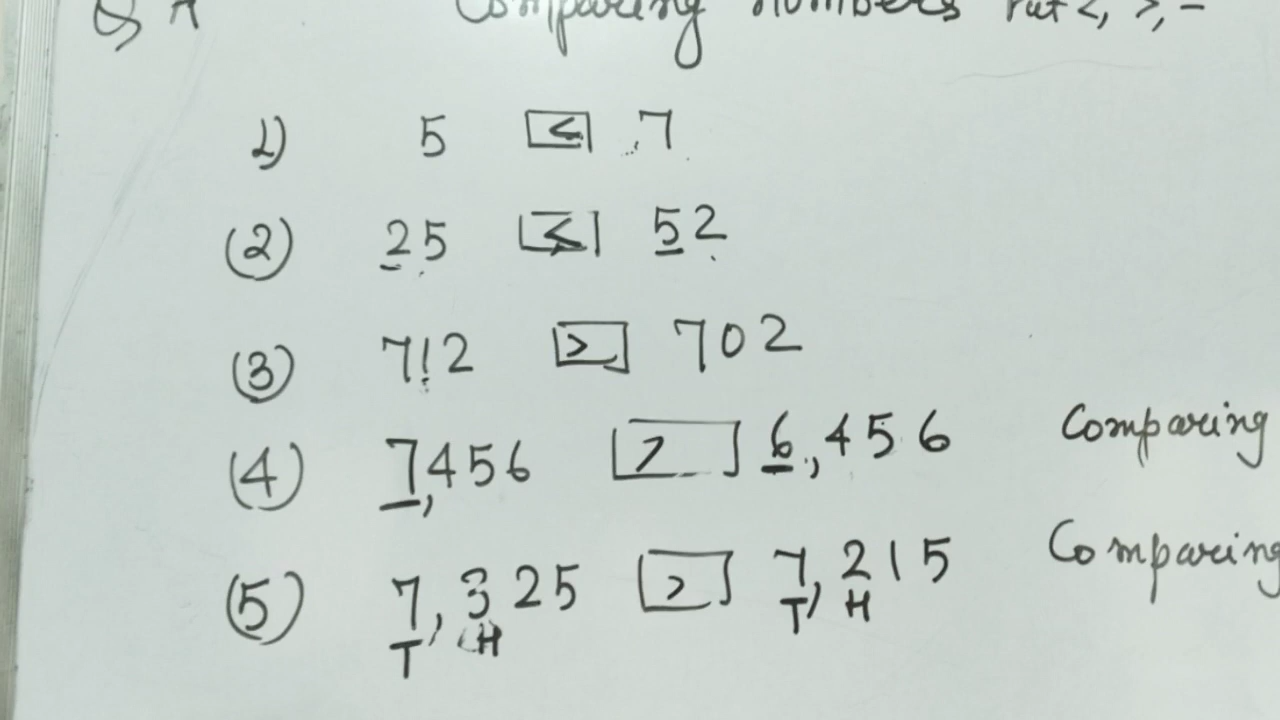 Q A Comparing numbers Put <, >, =
1) 5 < 7
(2) 25 < 52
(3) 712 > 702
(4) 7,456 > 6,456 Comparing
(5) 7,325 > 7,215 Comparing
T H T H